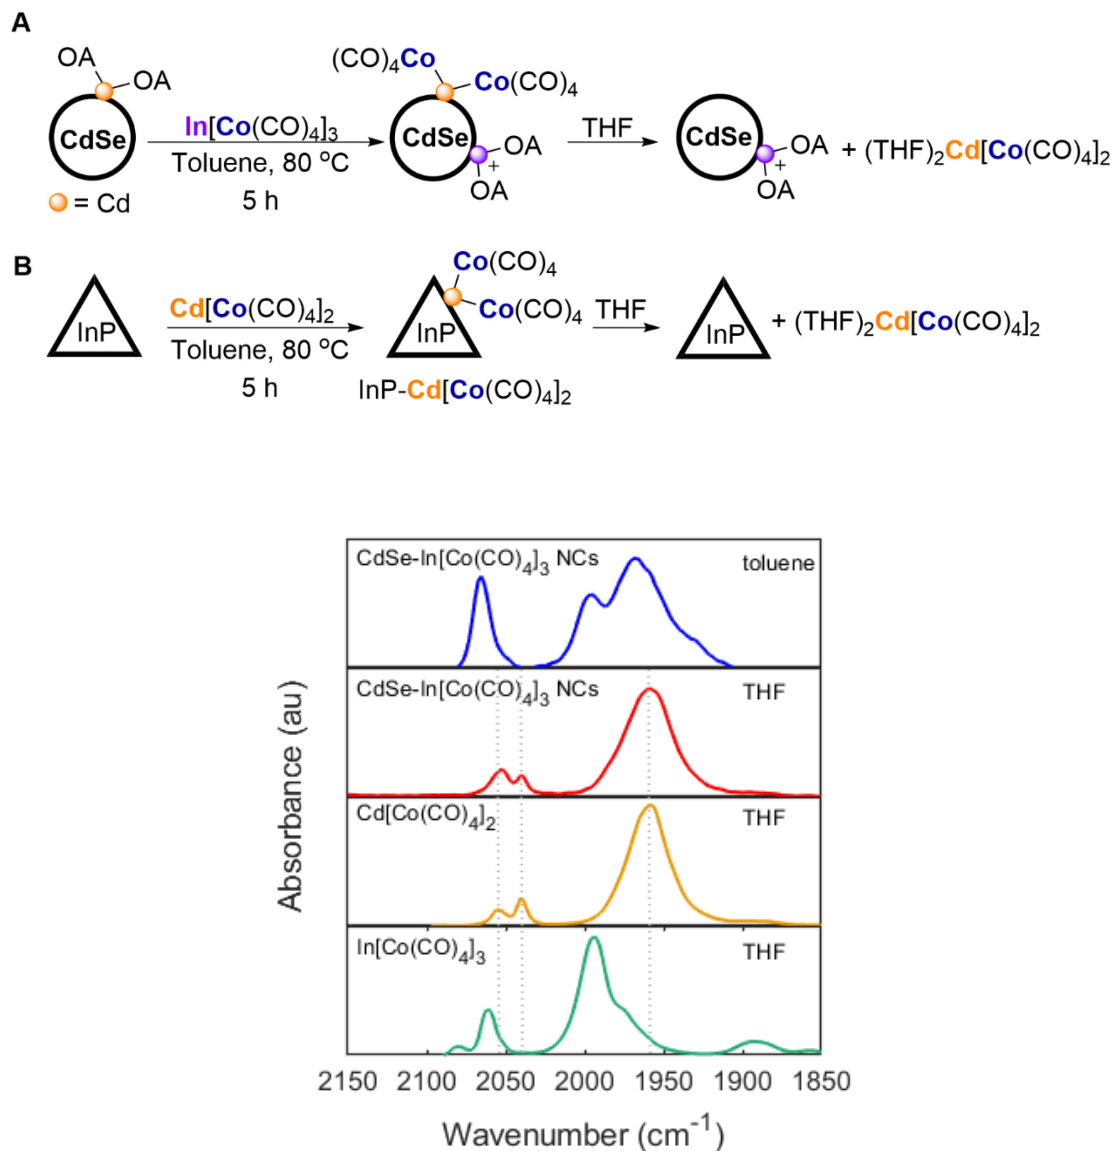 A
OA
OA
CdSe
= Cd
In[Co(CO)4]3
Toluene, 80 °C
5 h
(CO)4Co
Co(CO)4
CdSe
OA
+
OA
THF
CdSe
OA
+
OA
+ (THF)2Cd[Co(CO)4]2
B
InP
Cd[Co(CO)4]2
Toluene, 80 °C
5 h
Co(CO)4
Co(CO)4
InP
InP-Cd[Co(CO)4]2
THF
InP
+ (THF)2Cd[Co(CO)4]2
CdSe-In[Co(CO)4]3 NCs
toluene
CdSe-In[Co(CO)4]3 NCs
THF
Cd[Co(CO)4]2
THF
In[Co(CO)4]3
THF
Absorbance (au)
2150 2100 2050 2000 1950 1900 1850
Wavenumber (cm-1)